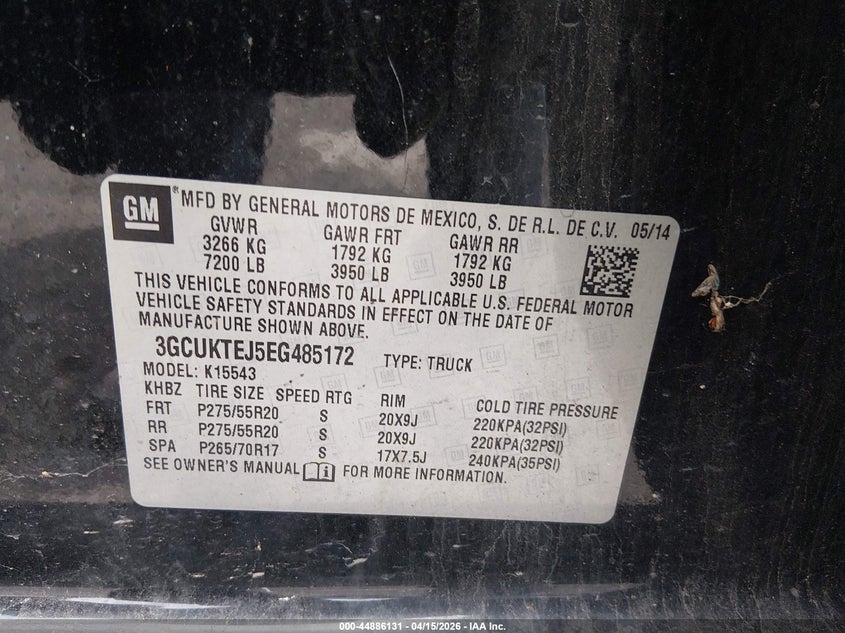 GM ® MFD BY GENERAL MOTORS DE MEXICO, S. DE R.L. DE C.V. 05/14
GVWR GAWR FRT GAWR RR
3266 KG 1792 KG 1792 KG
7200 LB 3950 LB 3950 LB
THIS VEHICLE CONFORMS TO ALL APPLICABLE U.S. FEDERAL MOTOR
VEHICLE SAFETY STANDARDS IN EFFECT ON THE DATE OF
MANUFACTURE SHOWN ABOVE.
3GCUKTEJ5EG485172 TYPE: TRUCK
MODEL: K15543
KHBZ TIRE SIZE SPEED RTG RIM COLD TIRE PRESSURE
FRT P275/55R20 S 20X9J 220KPA(32PSI)
RR P275/55R20 S 20X9J 220KPA(32PSI)
SPA P265/70R17 S 17X7.5J 240KPA(35PSI)
SEE OWNER'S MANUAL FOR MORE INFORMATION.
000-44886131 - 04/15/2026 - IAA Inc.